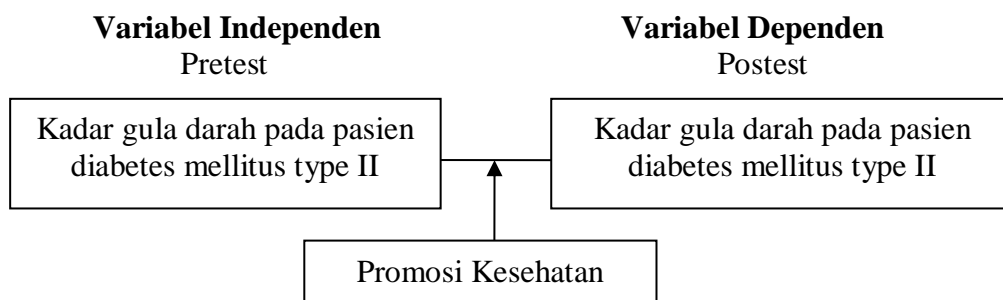 Variabel Independen
Pretest
Variabel Dependen
Postest
Kadar gula darah pada pasien
diabetes mellitus type II
Kadar gula darah pada pasien
diabetes mellitus type II
Promosi Kesehatan